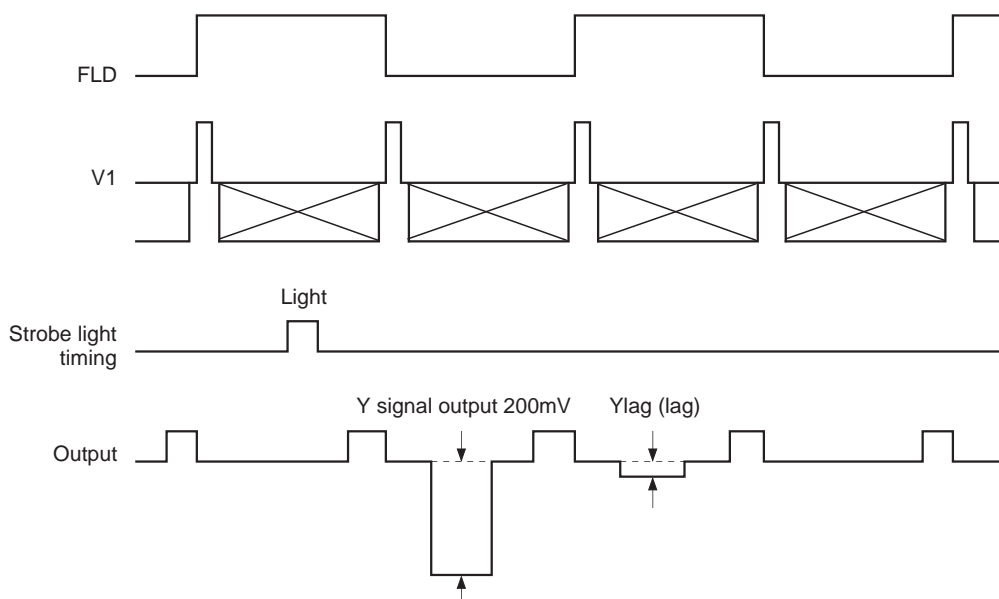 FLD
V1
Light
Strobe light
timing
Y signal output 200mV
Ylag (lag)
Output